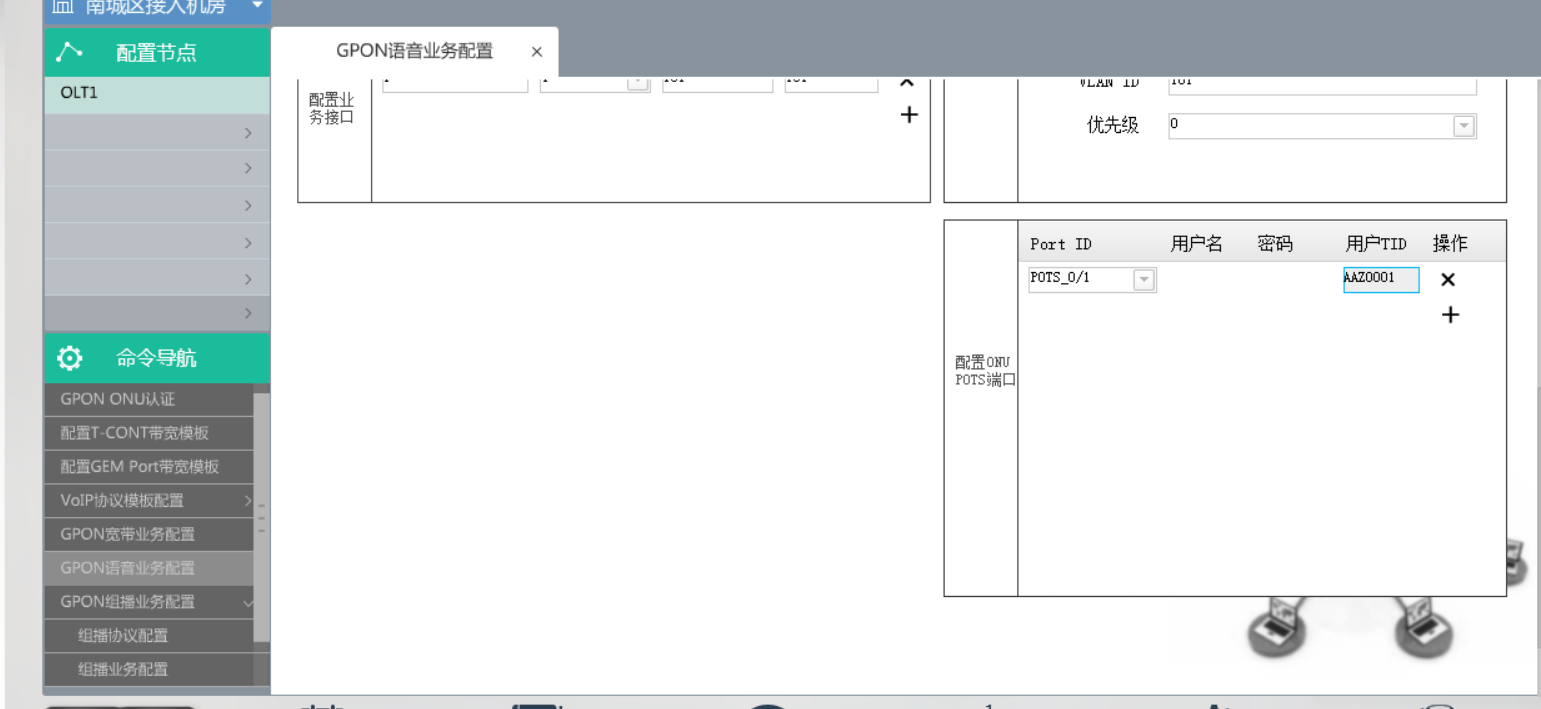 南城区接入机房
配置节点
GPON语音业务配置 ×
OLT1
配置业
务接口
VLAN ID 101
优先级 0
Port ID 用户名 密码 用户TID 操作
POTS_0/1 AAZ0001
配置ONU
POTS端口
命令导航
GPON ONU认证
配置T-CONT带宽模板
配置GEM Port带宽模板
VoIP协议模板配置
GPON宽带业务配置
GPON语音业务配置
GPON组播业务配置
组播协议配置
组播业务配置